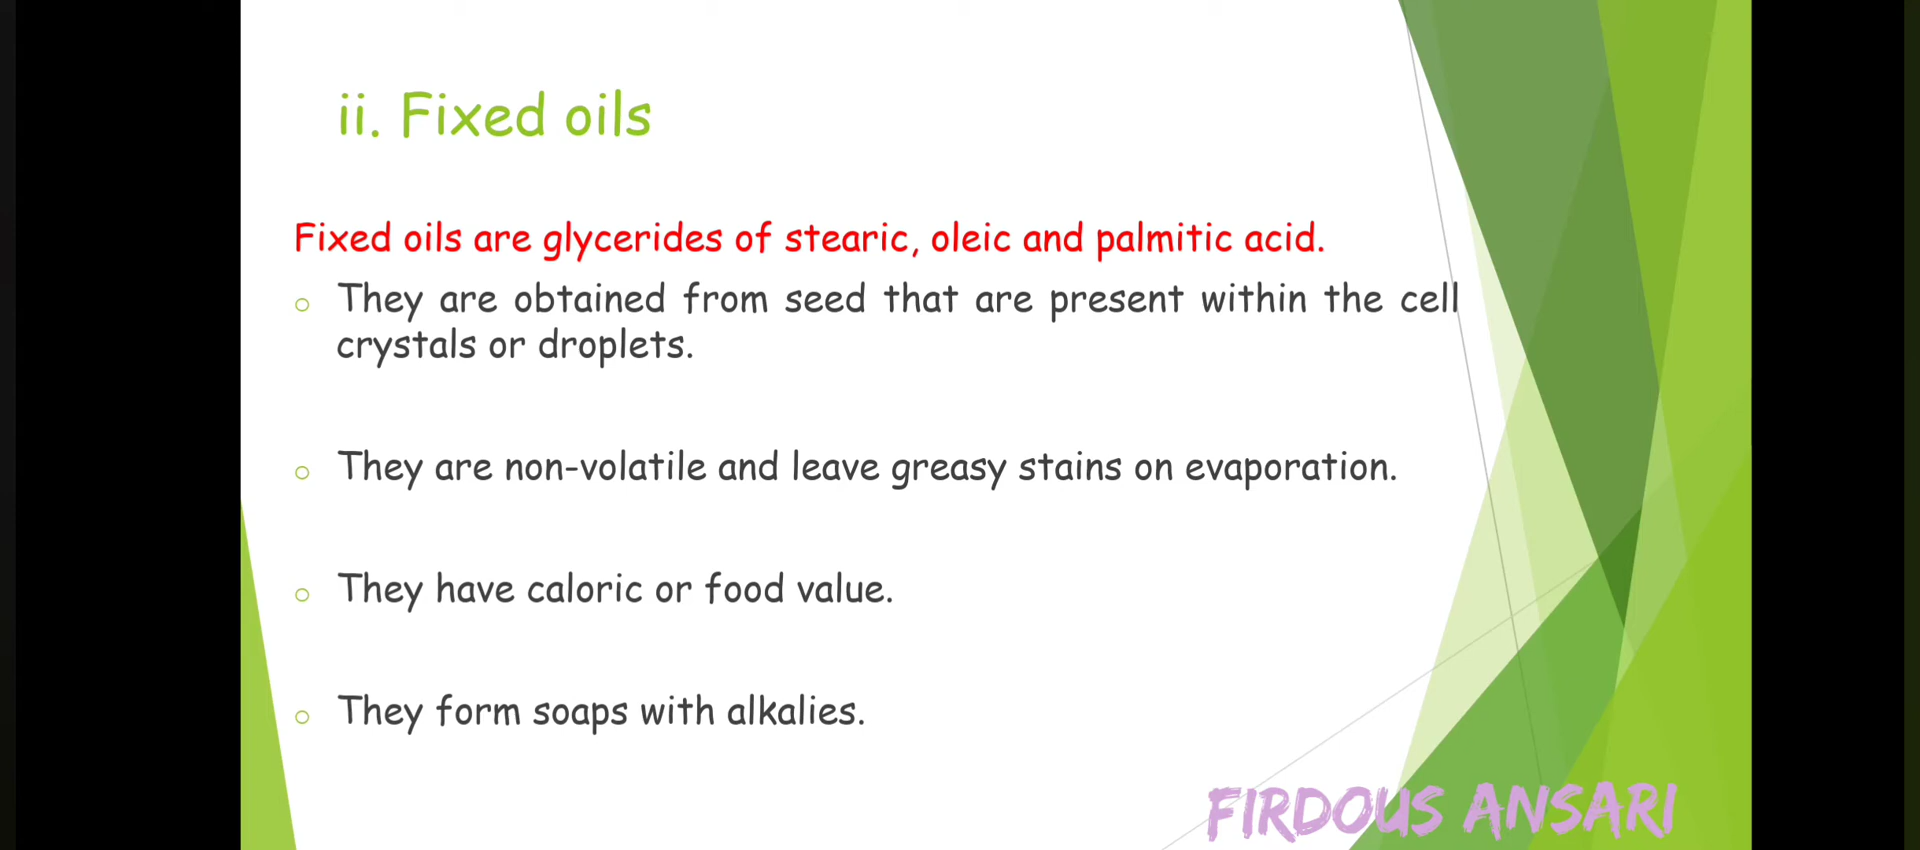 ii. Fixed oils
Fixed oils are glycerides of stearic, oleic and palmitic acid.
They are obtained from seed that are present within the cell
crystals or droplets.
They are non-volatile and leave greasy stains on evaporation.
They have caloric or food value.
They form soaps with alkalies.
FIRDOUS ANSARI